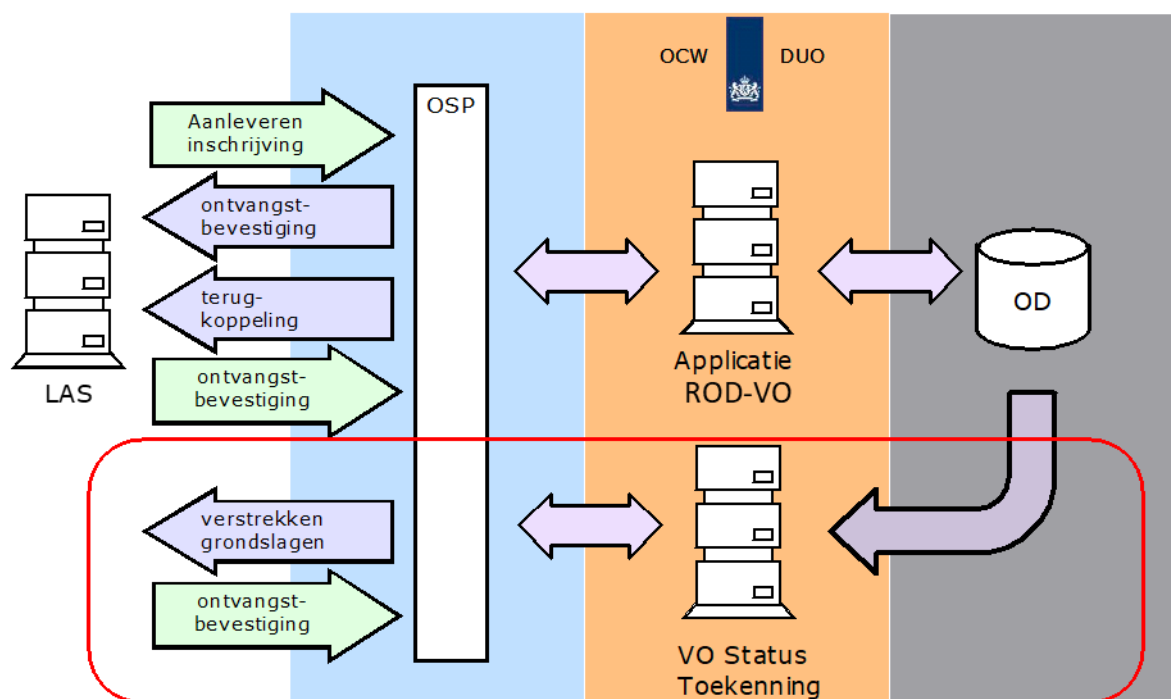 OCW DUO
OSP
Aanleveren
inschrijving
ontvangst-
bevestiging
terug-
koppeling
ontvangst-
bevestiging
LAS
Applicatie
ROD-VO
OD
verstrekken
grondslagen
ontvangst-
bevestiging
VO Status
Toekenning